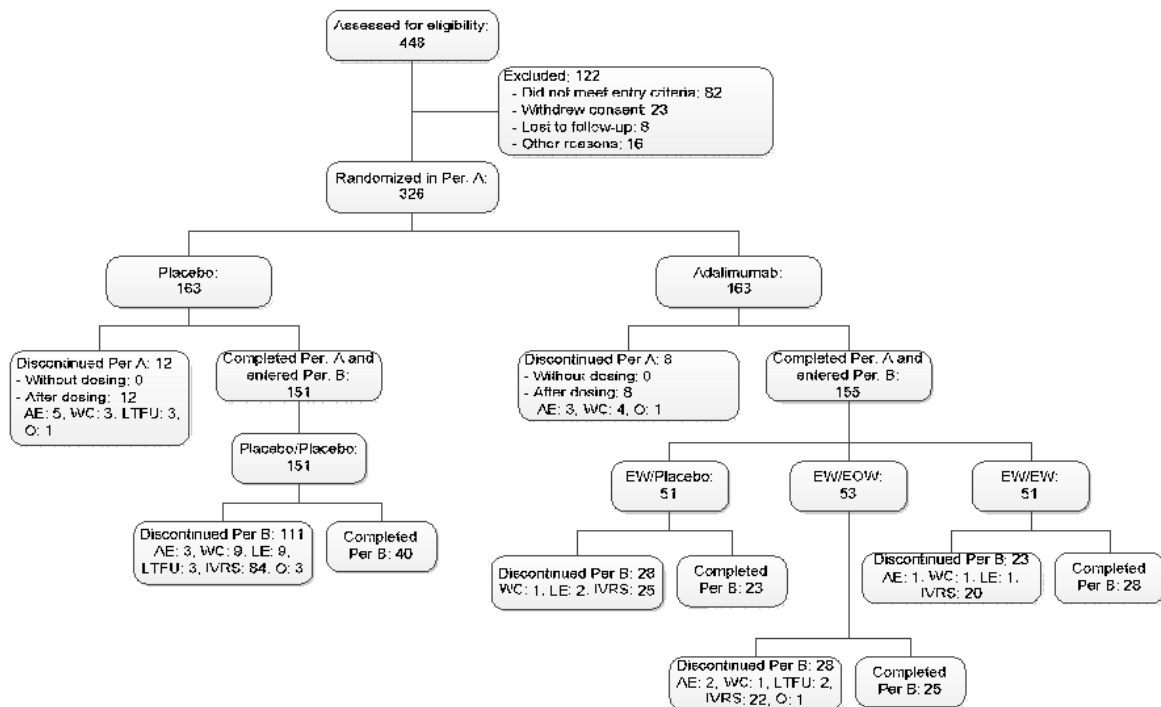 Assessed for eligibility:
448
Excluded: 122
- Did not meet entry criteria: 82
- Withdrew consent: 23
- Lost to follow-up: 8
- Other reasons: 16
Randomized in Per. A:
326
Placebo:
163
Adalimumab:
163
Discontinued Per A: 12
- Without dosing: 0
- After dosing: 12
AE: 5, WC: 3. LTFU: 3,
O: 1
Completed Per. A and
entered Per. B:
151
Discontinued Per A: 8
- Without dosing: 0
- After dosing: 8
AE: 3, WC: 4, O: 1
Completed Per. A and
entered Per. B:
155
Placebo/Placebo:
151
EW/Placebo:
51
EW/EOW:
53
EW/EW:
51
Discontinued Per B: 111
AE: 3, WC: 9. LE: 9,
LTFU: 3, IVRS: 84. O: 3
Completed
Per B: 40
Discontinued Per B: 28
WC: 1. LE: 2. IVRS: 25
Completed
Per B: 23
Discontinued Per B: 23
AE: 1. WC: 1. LE: 1.
IVRS: 20
Completed
Per B: 28
Discontinued Per B: 28
AE: 2, WC: 1, LTFU: 2,
IVRS: 22, O: 1
Completed
Per B: 25